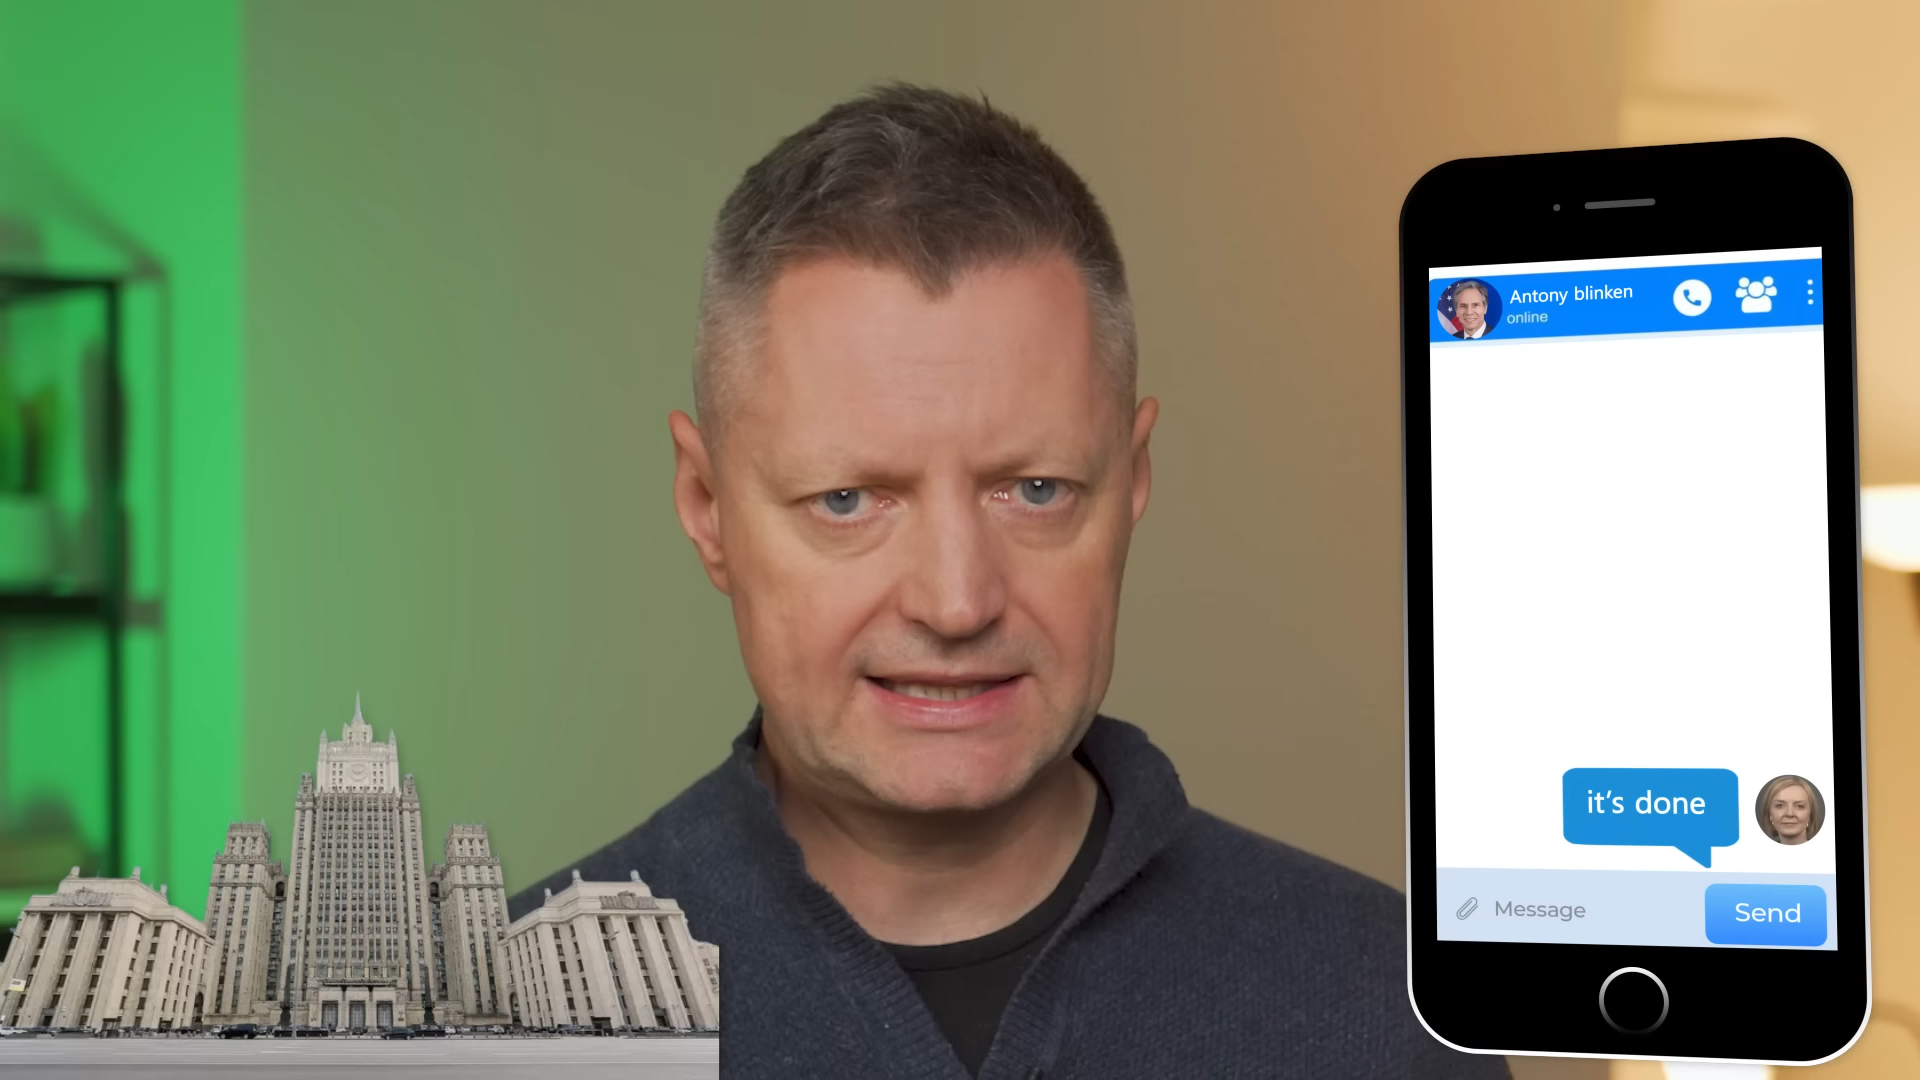 Antony blinken
online
it's done
Message
Send